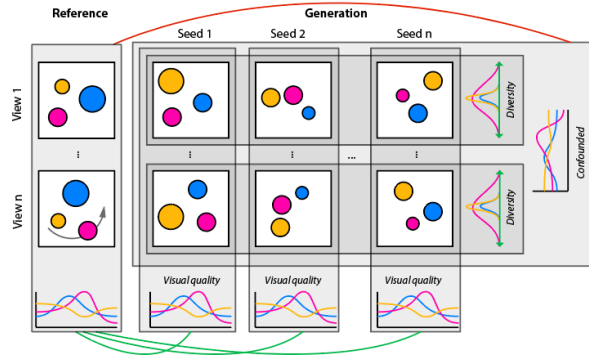 Reference
Generation
Seed 1
Seed 2
Seed n
View 1
Diversity
Confounded
...
...
...
...
...
View n
Diversity
Visual quality
Visual quality
Visual quality